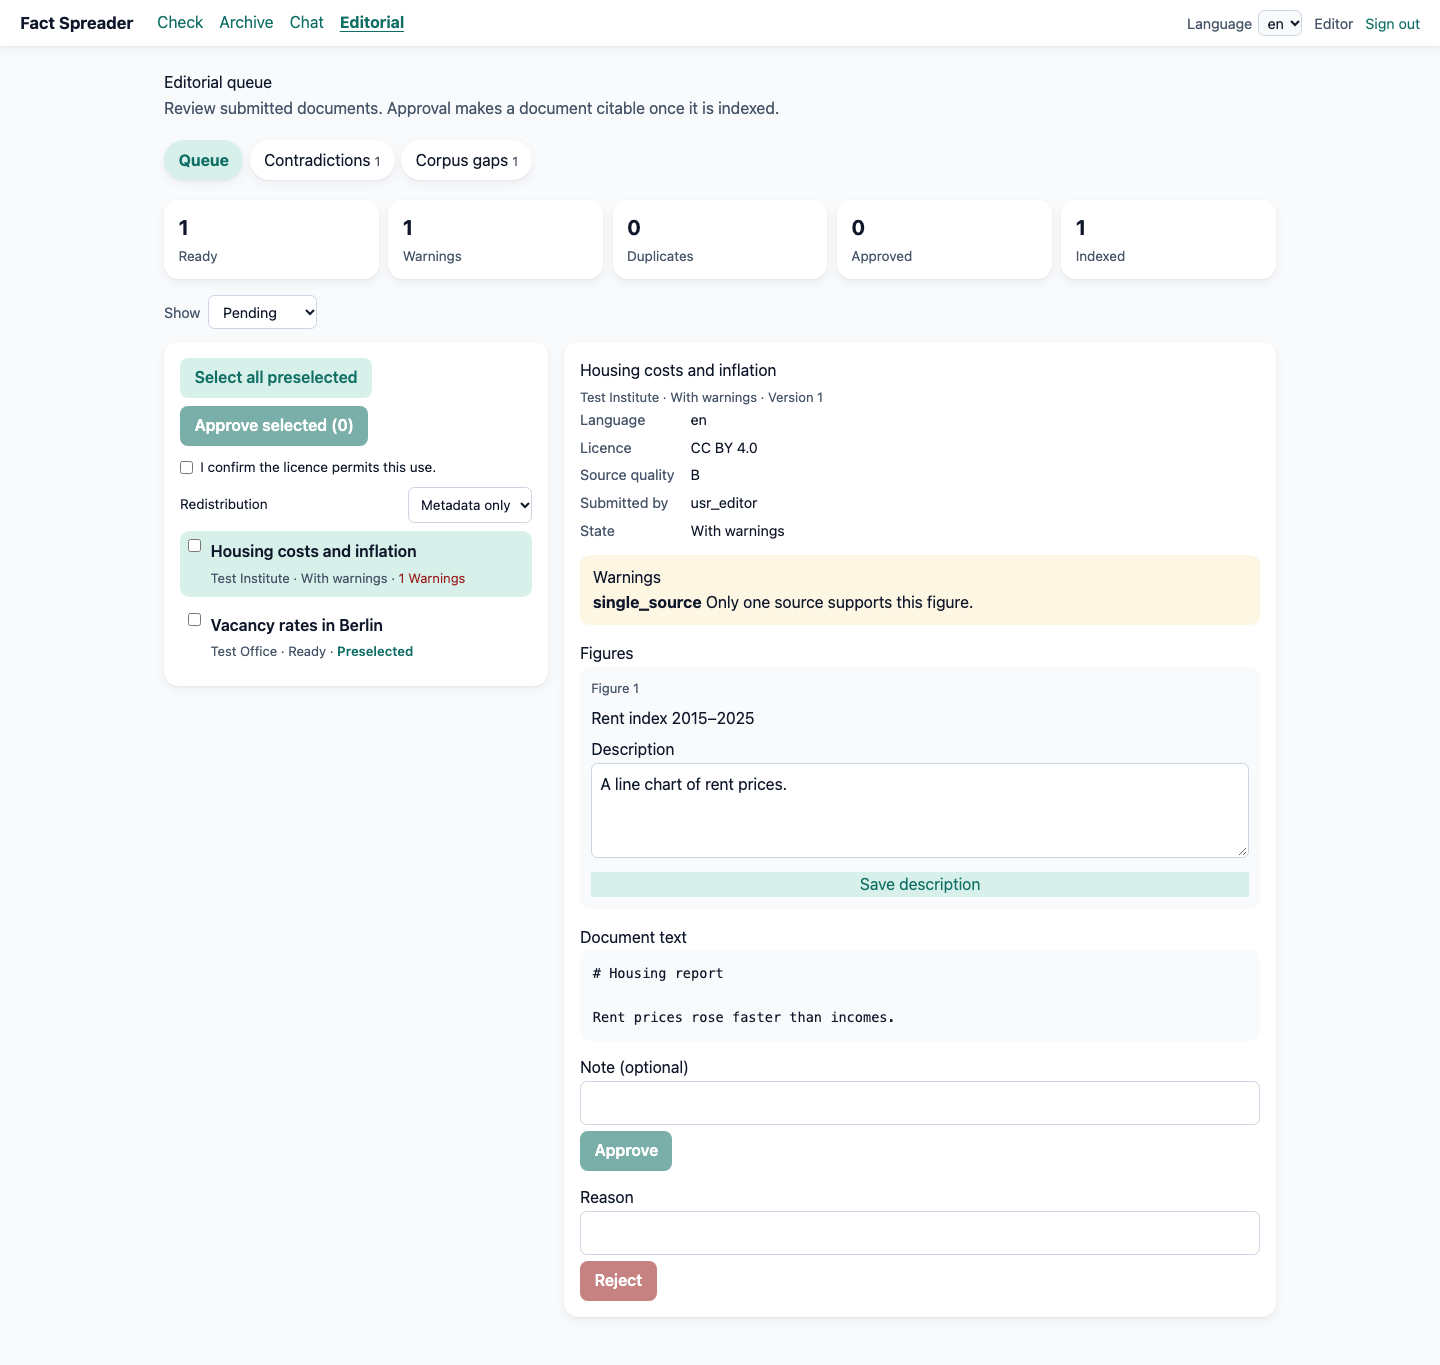 Fact Spreader Check Archive Chat Editorial Language en Editor Sign out
Editorial queue
Review submitted documents. Approval makes a document citable once it is indexed.
Queue Contradictions 1 Corpus gaps 1
1 1 0 0 1
Ready Warnings Duplicates Approved Indexed
Show Pending
Select all preselected
Approve selected (0)
I confirm the licence permits this use.
Redistribution Metadata only
Housing costs and inflation
Test Institute · With warnings · 1 Warnings
Vacancy rates in Berlin
Test Office · Ready · Preselected
Housing costs and inflation
Test Institute · With warnings · Version 1
Language en
Licence CC BY 4.0
Source quality B
Submitted by usr_editor
State With warnings
Warnings
single_source Only one source supports this figure.
Figures
Figure 1
Rent index 2015–2025
Description
A line chart of rent prices.
Save description
Document text
# Housing report
Rent prices rose faster than incomes.
Note (optional)
Approve
Reason
Reject